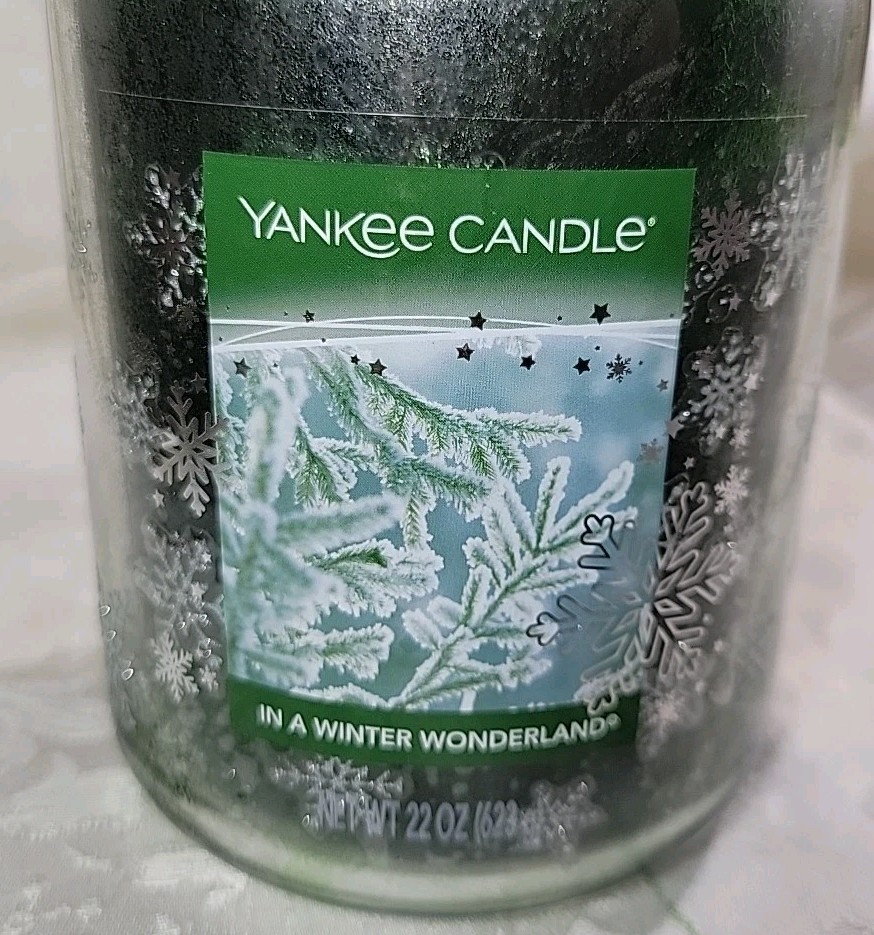 YANKEE CANDLE®
IN A WINTER WONDERLAND®
NET WT 22 OZ (623